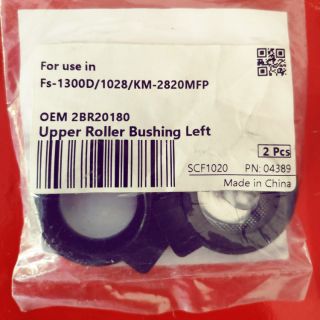 For use in
Fs-1300D/1028/KM-2820MFP
OEM 2BR20180
Upper Roller Bushing Left
2 Pcs
SCF1020 PN: 04389
Made in China